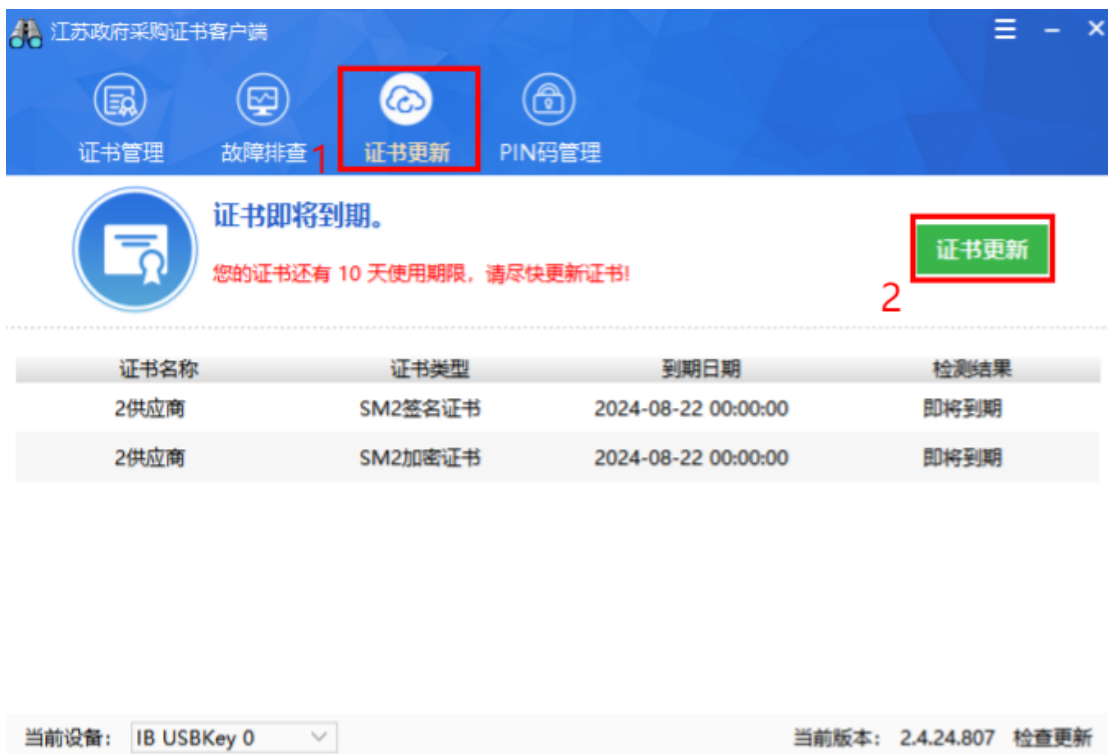 江苏政府采购证书客户端
证书管理 故障排查 1 证书更新 PIN码管理
证书即将到期。
您的证书还有 10 天使用期限，请尽快更新证书!
证书更新
2
证书名称 证书类型 到期日期 检测结果
2供应商 SM2签名证书 2024-08-22 00:00:00 即将到期
2供应商 SM2加密证书 2024-08-22 00:00:00 即将到期
当前设备： IB USBKey 0 当前版本： 2.4.24.807 检查更新